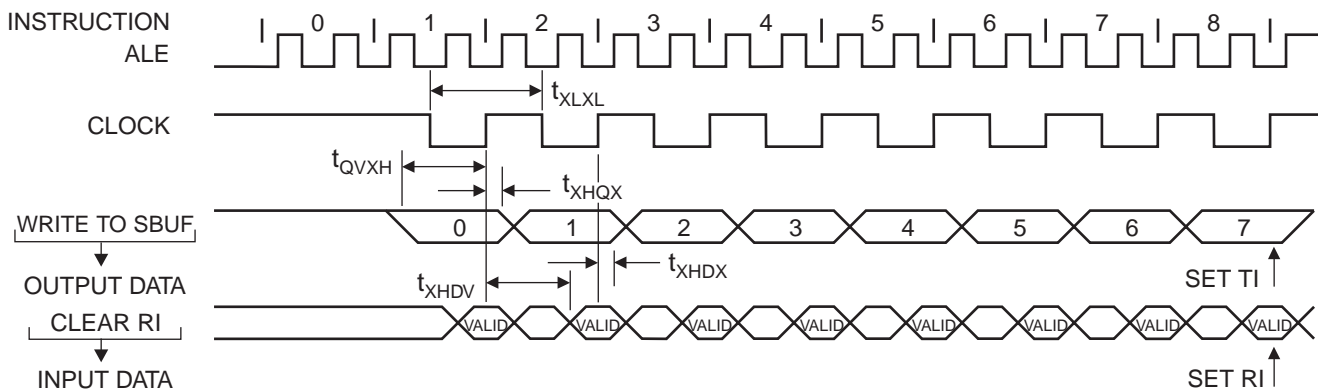 INSTRUCTION 0 1 2 3 4 5 6 7 8
ALE
tXLXL
CLOCK
tQVXH
tXHQX
WRITE TO SBUF 0 1 2 3 4 5 6 7
tXHDX
SET TI
OUTPUT DATA
tXHDV
CLEAR RI VALID VALID VALID VALID VALID VALID VALID VALID
INPUT DATA
SET RI